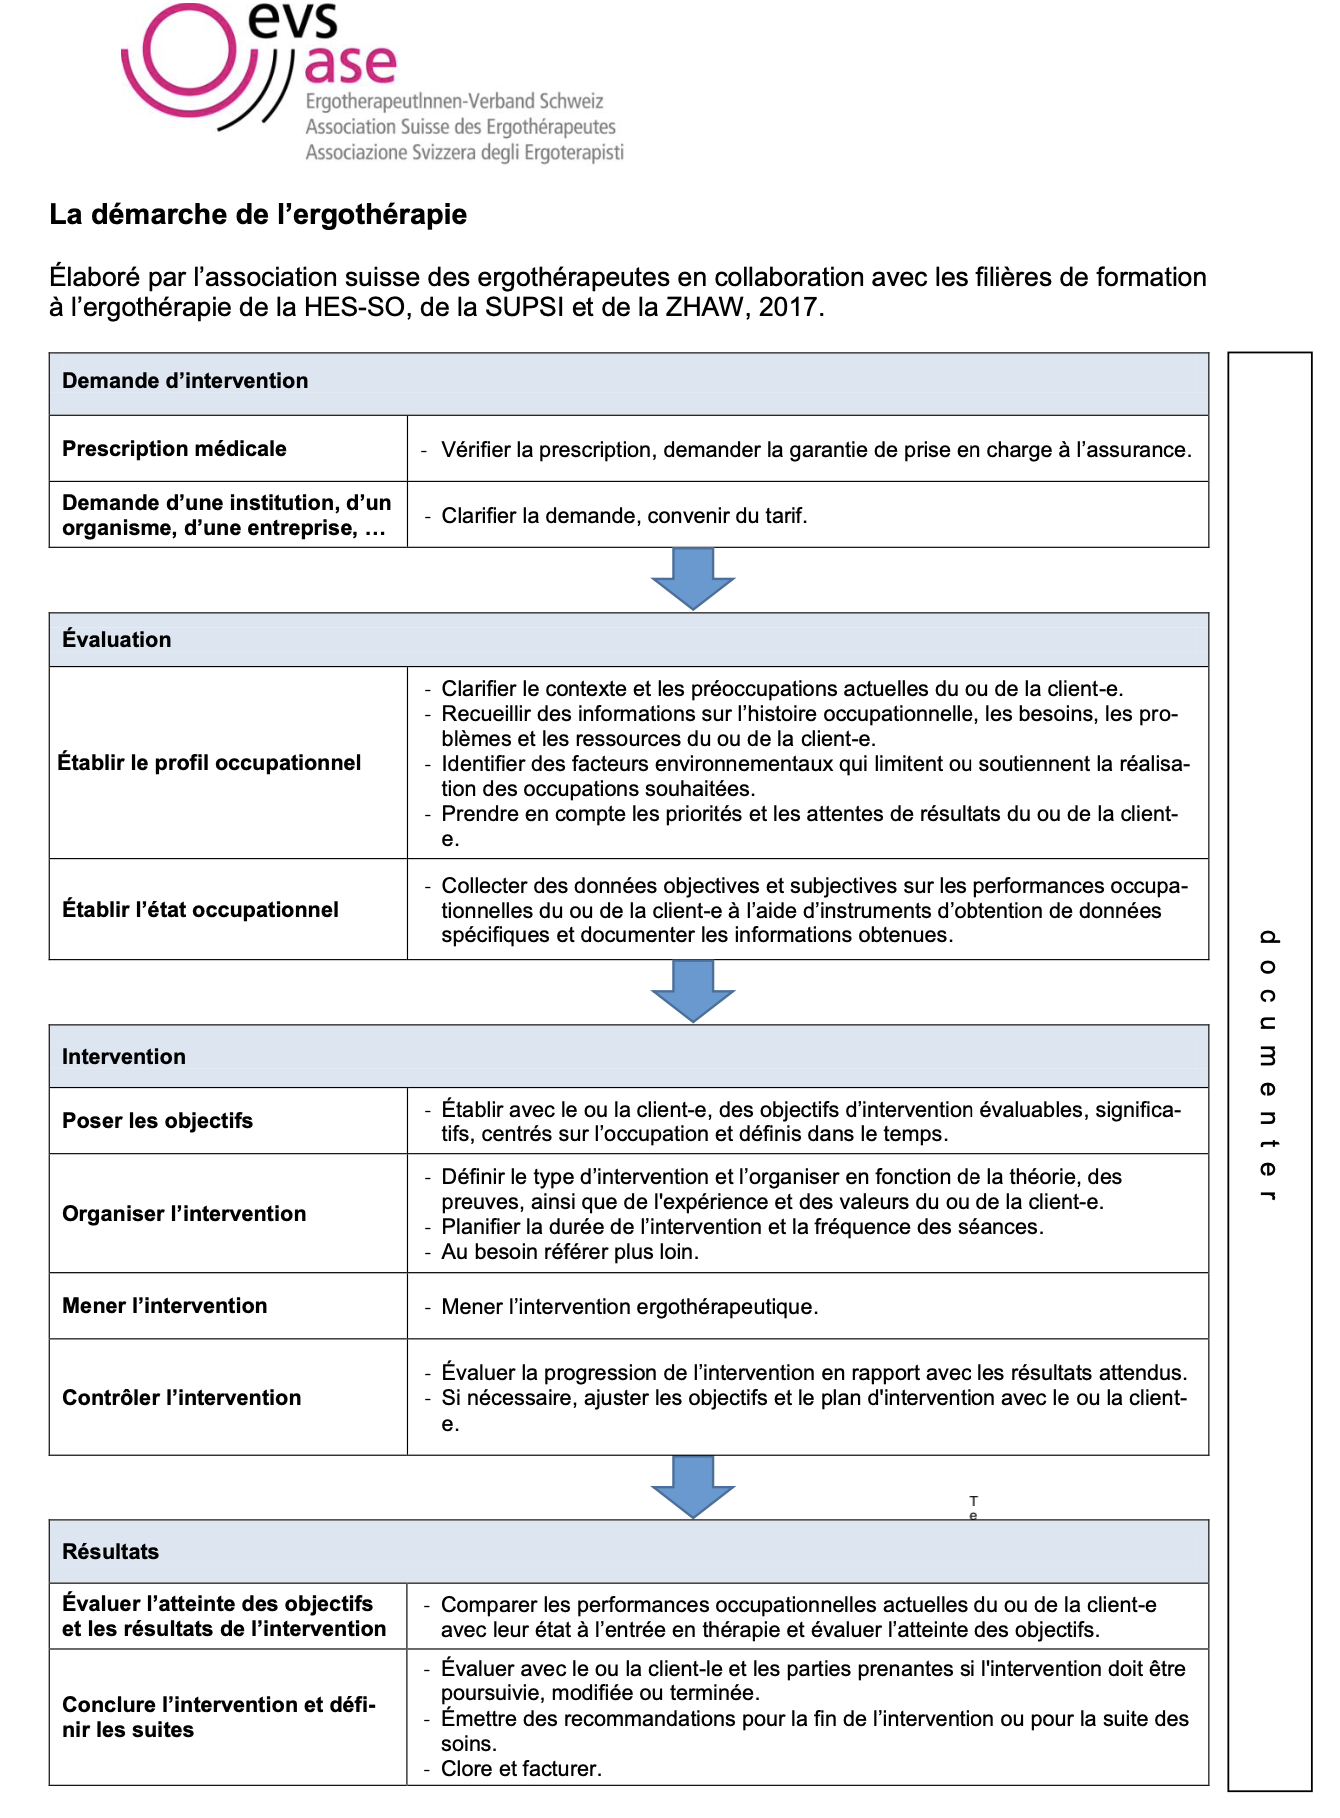 evs
ase
ErgotherapeutInnen-Verband Schweiz
Association Suisse des Ergothérapeutes
Associazione Svizzera degli Ergoterapisti
La démarche de l’ergothérapie
Élaboré par l’association suisse des ergothérapeutes en collaboration avec les filières de formation
à l’ergothérapie de la HES-SO, de la SUPSI et de la ZHAW, 2017.
Demande d’intervention
Prescription médicale
- Vérifier la prescription, demander la garantie de prise en charge à l’assurance.
Demande d’une institution, d’un
organisme, d’une entreprise, …
- Clarifier la demande, convenir du tarif.
Évaluation
Établir le profil occupationnel
- Clarifier le contexte et les préoccupations actuelles du ou de la client-e.
- Recueillir des informations sur l’histoire occupationnelle, les besoins, les pro-
blèmes et les ressources du ou de la client-e.
- Identifier des facteurs environnementaux qui limitent ou soutiennent la réalisa-
tion des occupations souhaitées.
- Prendre en compte les priorités et les attentes de résultats du ou de la client-
e.
Établir l’état occupationnel
- Collecter des données objectives et subjectives sur les performances occupa-
tionnelles du ou de la client-e à l’aide d’instruments d’obtention de données
spécifiques et documenter les informations obtenues.
Intervention
Poser les objectifs
- Établir avec le ou la client-e, des objectifs d’intervention évaluables, significa-
tifs, centrés sur l’occupation et définis dans le temps.
Organiser l’intervention
- Définir le type d’intervention et l’organiser en fonction de la théorie, des
preuves, ainsi que de l'expérience et des valeurs du ou de la client-e.
- Planifier la durée de l’intervention et la fréquence des séances.
- Au besoin référer plus loin.
Mener l’intervention
- Mener l’intervention ergothérapeutique.
Contrôler l’intervention
- Évaluer la progression de l’intervention en rapport avec les résultats attendus.
- Si nécessaire, ajuster les objectifs et le plan d'intervention avec le ou la client-
e.
T
e
Résultats
Évaluer l’atteinte des objectifs
et les résultats de l’intervention
- Comparer les performances occupationnelles actuelles du ou de la client-e
avec leur état à l’entrée en thérapie et évaluer l’atteinte des objectifs.
Conclure l’intervention et défi-
nir les suites
- Évaluer avec le ou la client-le et les parties prenantes si l'intervention doit être
poursuivie, modifiée ou terminée.
- Émettre des recommandations pour la fin de l’intervention ou pour la suite des
soins.
- Clore et facturer.
documenter